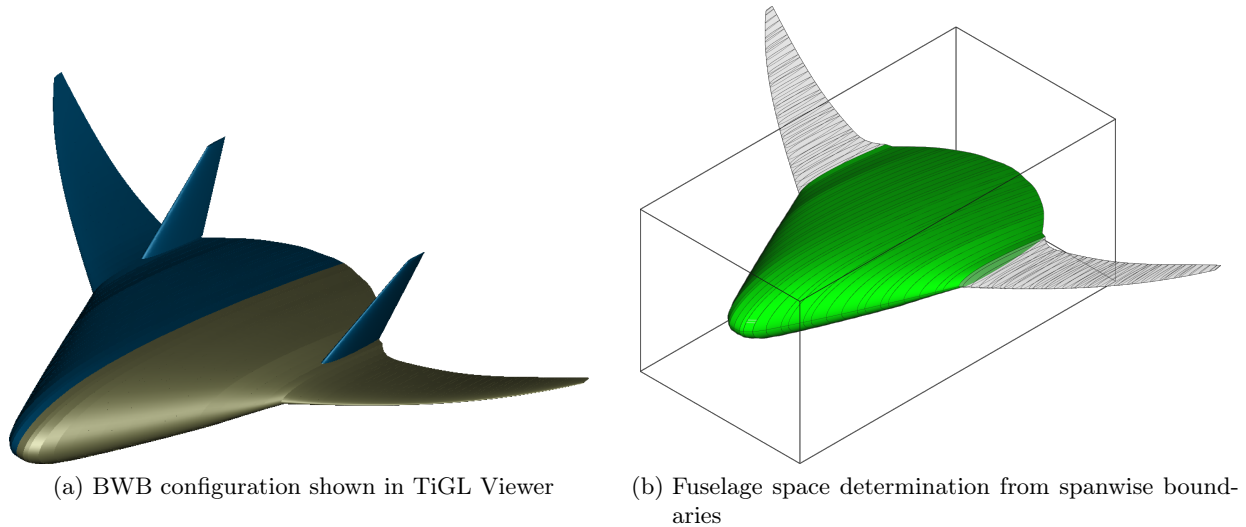 (a) BWB configuration shown in TiGL Viewer
(b) Fuselage space determination from spanwise bound-
aries